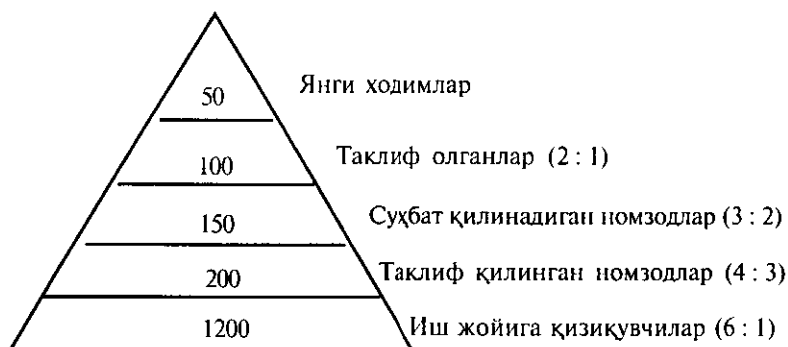 50 Янги ходимлар
100 Таклиф олганлар (2 : 1)
150 Суҳбат қилинадиган номзодлар (3 : 2)
200 Таклиф қилинган номзодлар (4 : 3)
1200 Иш жойига қизиқувчилар (6 : 1)